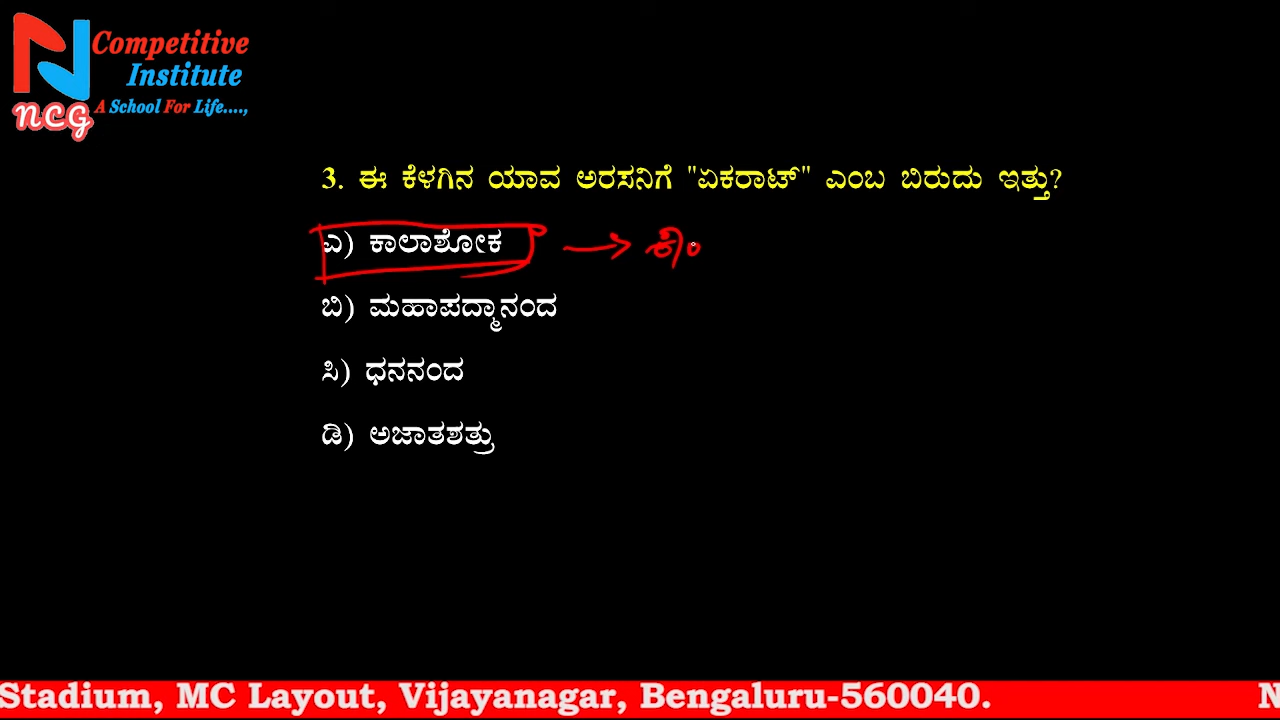 Competitive
Institute
A School For Life....,
ncg
3. ಈ ಕೆಳಗಿನ ಯಾವ ಅರಸನಿಗೆ "ಏಕರಾಟ್" ಎಂಬ ಬಿರುದು ಇತ್ತು?
ಎ) ಕಾಲಾಶೋಕ
ಬಿ) ಮಹಾಪದ್ಮಾನಂದ
ಸಿ) ಧನನಂದ
ಡಿ) ಅಜಾತಶತ್ರು
Stadium, MC Layout, Vijayanagar, Bengaluru-560040. N